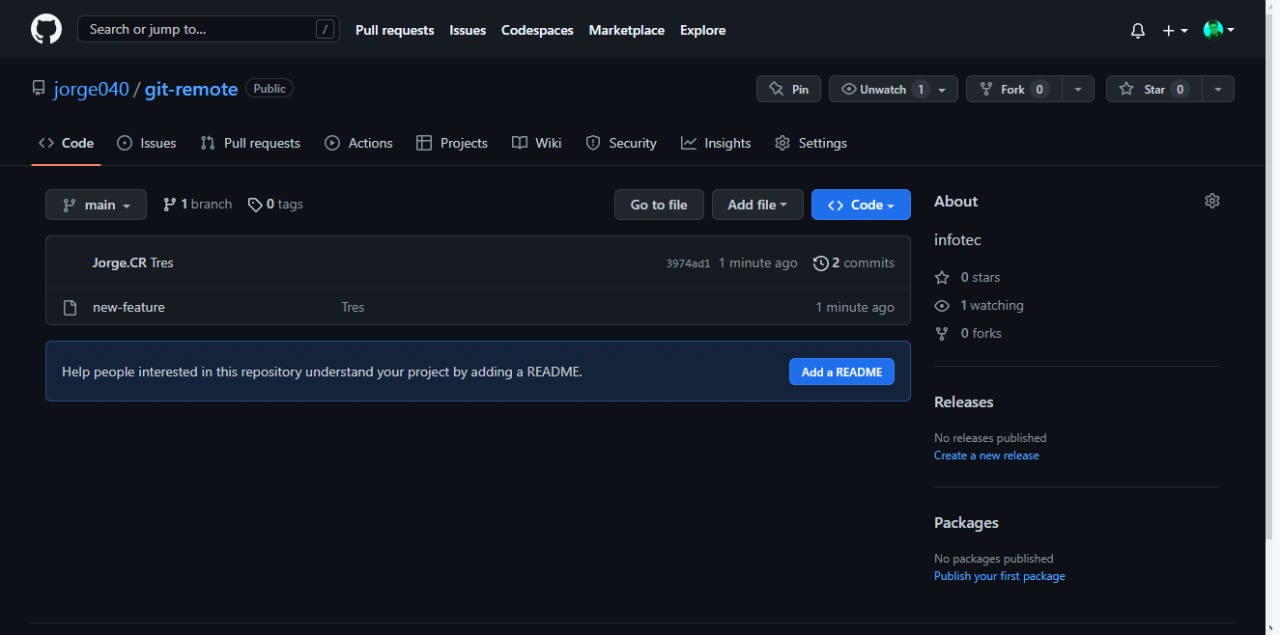 Search or jump to... /
Pull requests Issues Codespaces Marketplace Explore
jorge040 / git-remote Public
Pin Unwatch 1 Fork 0 Star 0
Code Issues Pull requests Actions Projects Wiki Security Insights Settings
main 1 branch 0 tags Go to file Add file Code
Jorge.CR Tres 3974ad1 1 minute ago 2 commits
new-feature Tres 1 minute ago
Help people interested in this repository understand your project by adding a README. Add a README
About
infotec
0 stars
1 watching
0 forks
Releases
No releases published
Create a new release
Packages
No packages published
Publish your first package